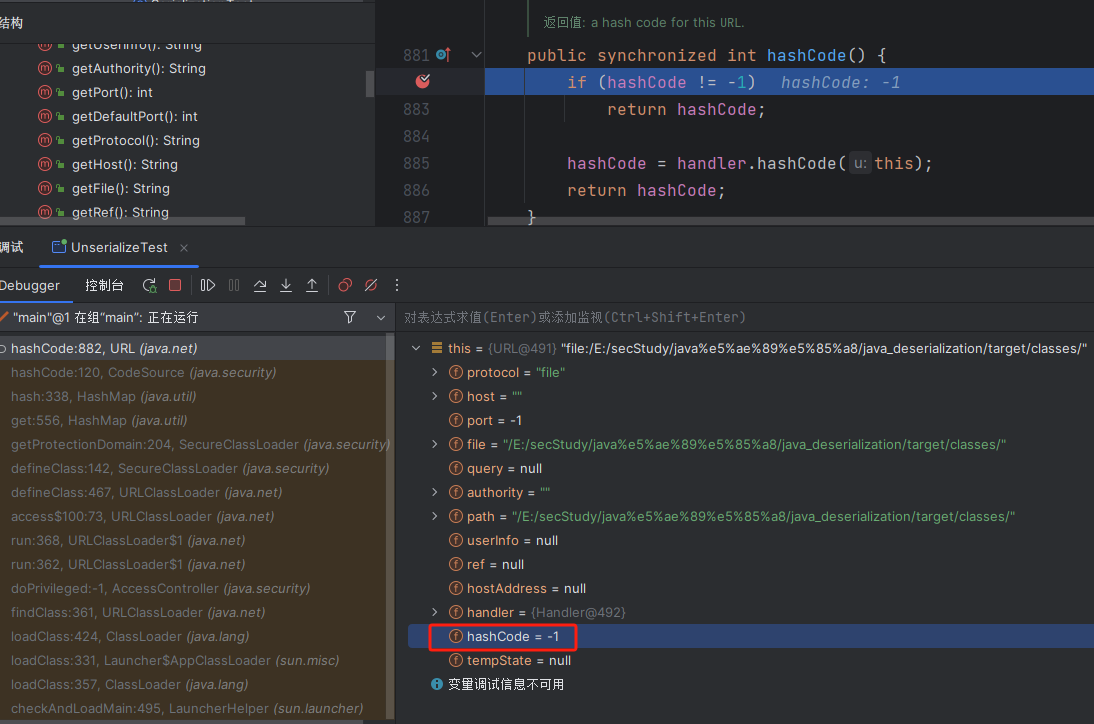 结构
getUserInfo(): String
getAuthority(): String
getPort(): int
getDefaultPort(): int
getProtocol(): String
getHost(): String
getFile(): String
getRef(): String
返回值: a hash code for this URL.
881 public synchronized int hashCode() {
if (hashCode != -1) hashCode: -1
883 return hashCode;
884
885 hashCode = handler.hashCode( u: this);
886 return hashCode;
887 }
调试 UnserializeTest
Debugger 控制台
"main"@1 在组"main": 正在运行
hashCode:882, URL (java.net)
hashCode:120, CodeSource (java.security)
hash:338, HashMap (java.util)
get:556, HashMap (java.util)
getProtectionDomain:204, SecureClassLoader (java.security)
defineClass:142, SecureClassLoader (java.security)
defineClass:467, URLClassLoader (java.net)
access$100:73, URLClassLoader (java.net)
run:368, URLClassLoader$1 (java.net)
run:362, URLClassLoader$1 (java.net)
doPrivileged:-1, AccessController (java.security)
findClass:361, URLClassLoader (java.net)
loadClass:424, ClassLoader (java.lang)
loadClass:331, Launcher$AppClassLoader (sun.misc)
loadClass:357, ClassLoader (java.lang)
checkAndLoadMain:495, LauncherHelper (sun.launcher)
对表达式求值(Enter)或添加监视(Ctrl+Shift+Enter)
this = {URL@491} "file:/E:/secStudy/java%e5%ae%89%e5%85%a8/java_deserialization/target/classes/"
protocol = "file"
host = ""
port = -1
file = "/E:/secStudy/java%e5%ae%89%e5%85%a8/java_deserialization/target/classes/"
query = null
authority = ""
path = "/E:/secStudy/java%e5%ae%89%e5%85%a8/java_deserialization/target/classes/"
userInfo = null
ref = null
hostAddress = null
handler = {Handler@492}
hashCode = -1
tempState = null
变量调试信息不可用